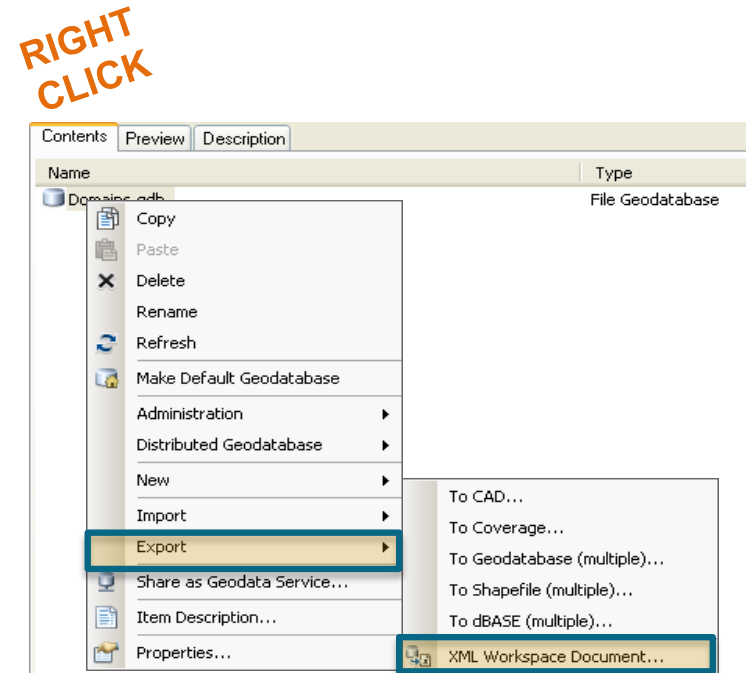 RIGHT
CLICK
Contents Preview Description
Name Type
Domains.gdb File Geodatabase
Copy
Paste
Delete
Rename
Refresh
Make Default Geodatabase
Administration
Distributed Geodatabase
New
Import
Export
Share as Geodata Service...
Item Description...
Properties...
To CAD...
To Coverage...
To Geodatabase (multiple)...
To Shapefile (multiple)...
To dBASE (multiple)...
XML Workspace Document...